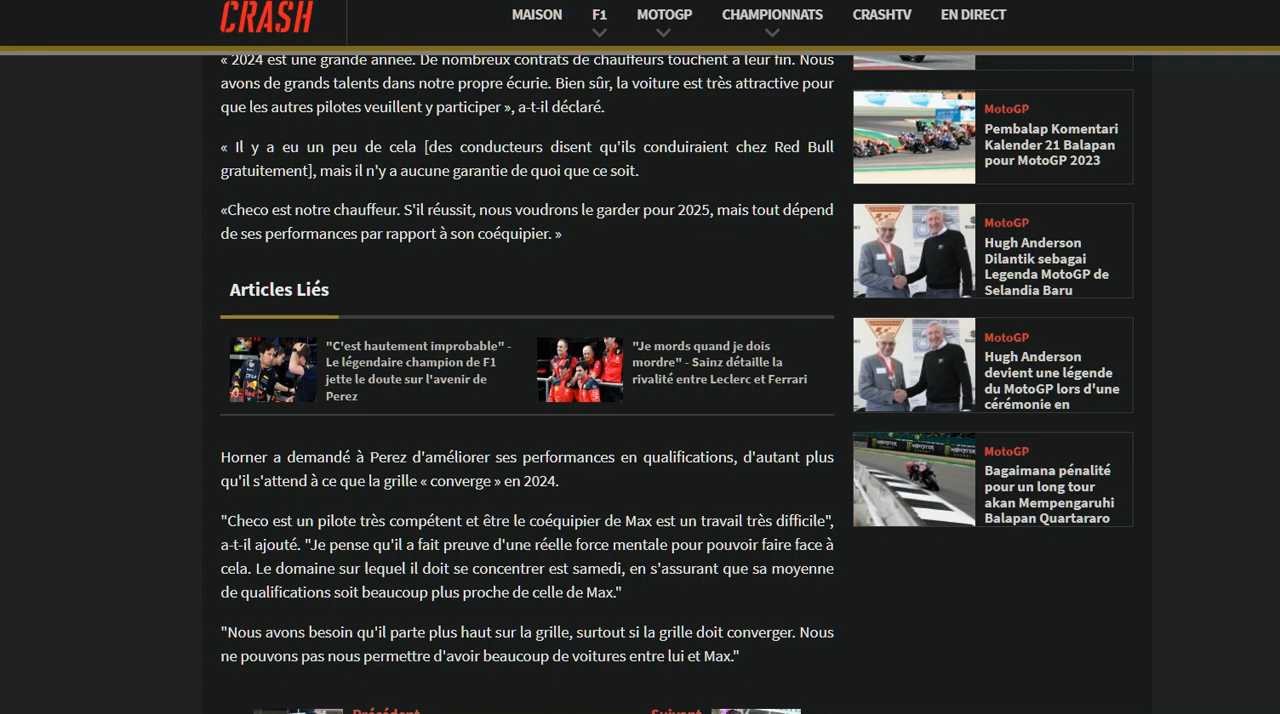 CRASH
MAISON
F1
MOTOGP
CHAMPIONNATS
CRASHTV
EN DIRECT
« 2024 est une grande année. De nombreux contrats de chauffeurs touchent à leur fin. Nous
avons de grands talents dans notre propre écurie. Bien sûr, la voiture est très attractive pour
que les autres pilotes veuillent y participer », a-t-il déclaré.
« Il y a eu un peu de cela [des conducteurs disent qu'ils conduiraient chez Red Bull
gratuitement], mais il n'y a aucune garantie de quoi que ce soit.
«Checo est notre chauffeur. S'il réussit, nous voudrons le garder pour 2025, mais tout dépend
de ses performances par rapport à son coéquipier. »
Articles Liés
"C'est hautement improbable" -
Le légendaire champion de F1
jette le doute sur l'avenir de
Perez
"Je mords quand je dois
mordre" - Sainz détaille la
rivalité entre Leclerc et Ferrari
Horner a demandé à Perez d'améliorer ses performances en qualifications, d'autant plus
qu'il s'attend à ce que la grille « converge » en 2024.
"Checo est un pilote très compétent et être le coéquipier de Max est un travail très difficile",
a-t-il ajouté. "Je pense qu'il a fait preuve d'une réelle force mentale pour pouvoir faire face à
cela. Le domaine sur lequel il doit se concentrer est samedi, en s'assurant que sa moyenne
de qualifications soit beaucoup plus proche de celle de Max."
"Nous avons besoin qu'il parte plus haut sur la grille, surtout si la grille doit converger. Nous
ne pouvons pas nous permettre d'avoir beaucoup de voitures entre lui et Max."
Précédent
Suivant
MotoGP
Pembalap Komentari
Kalender 21 Balapan
pour MotoGP 2023
MotoGP
Hugh Anderson
Dilantik sebagai
Legenda MotoGP de
Selandia Baru
MotoGP
Hugh Anderson
devient une légende
du MotoGP lors d'une
cérémonie en
MotoGP
Bagaimana pénalité
pour un long tour
akan Mempengaruhi
Balapan Quartararo